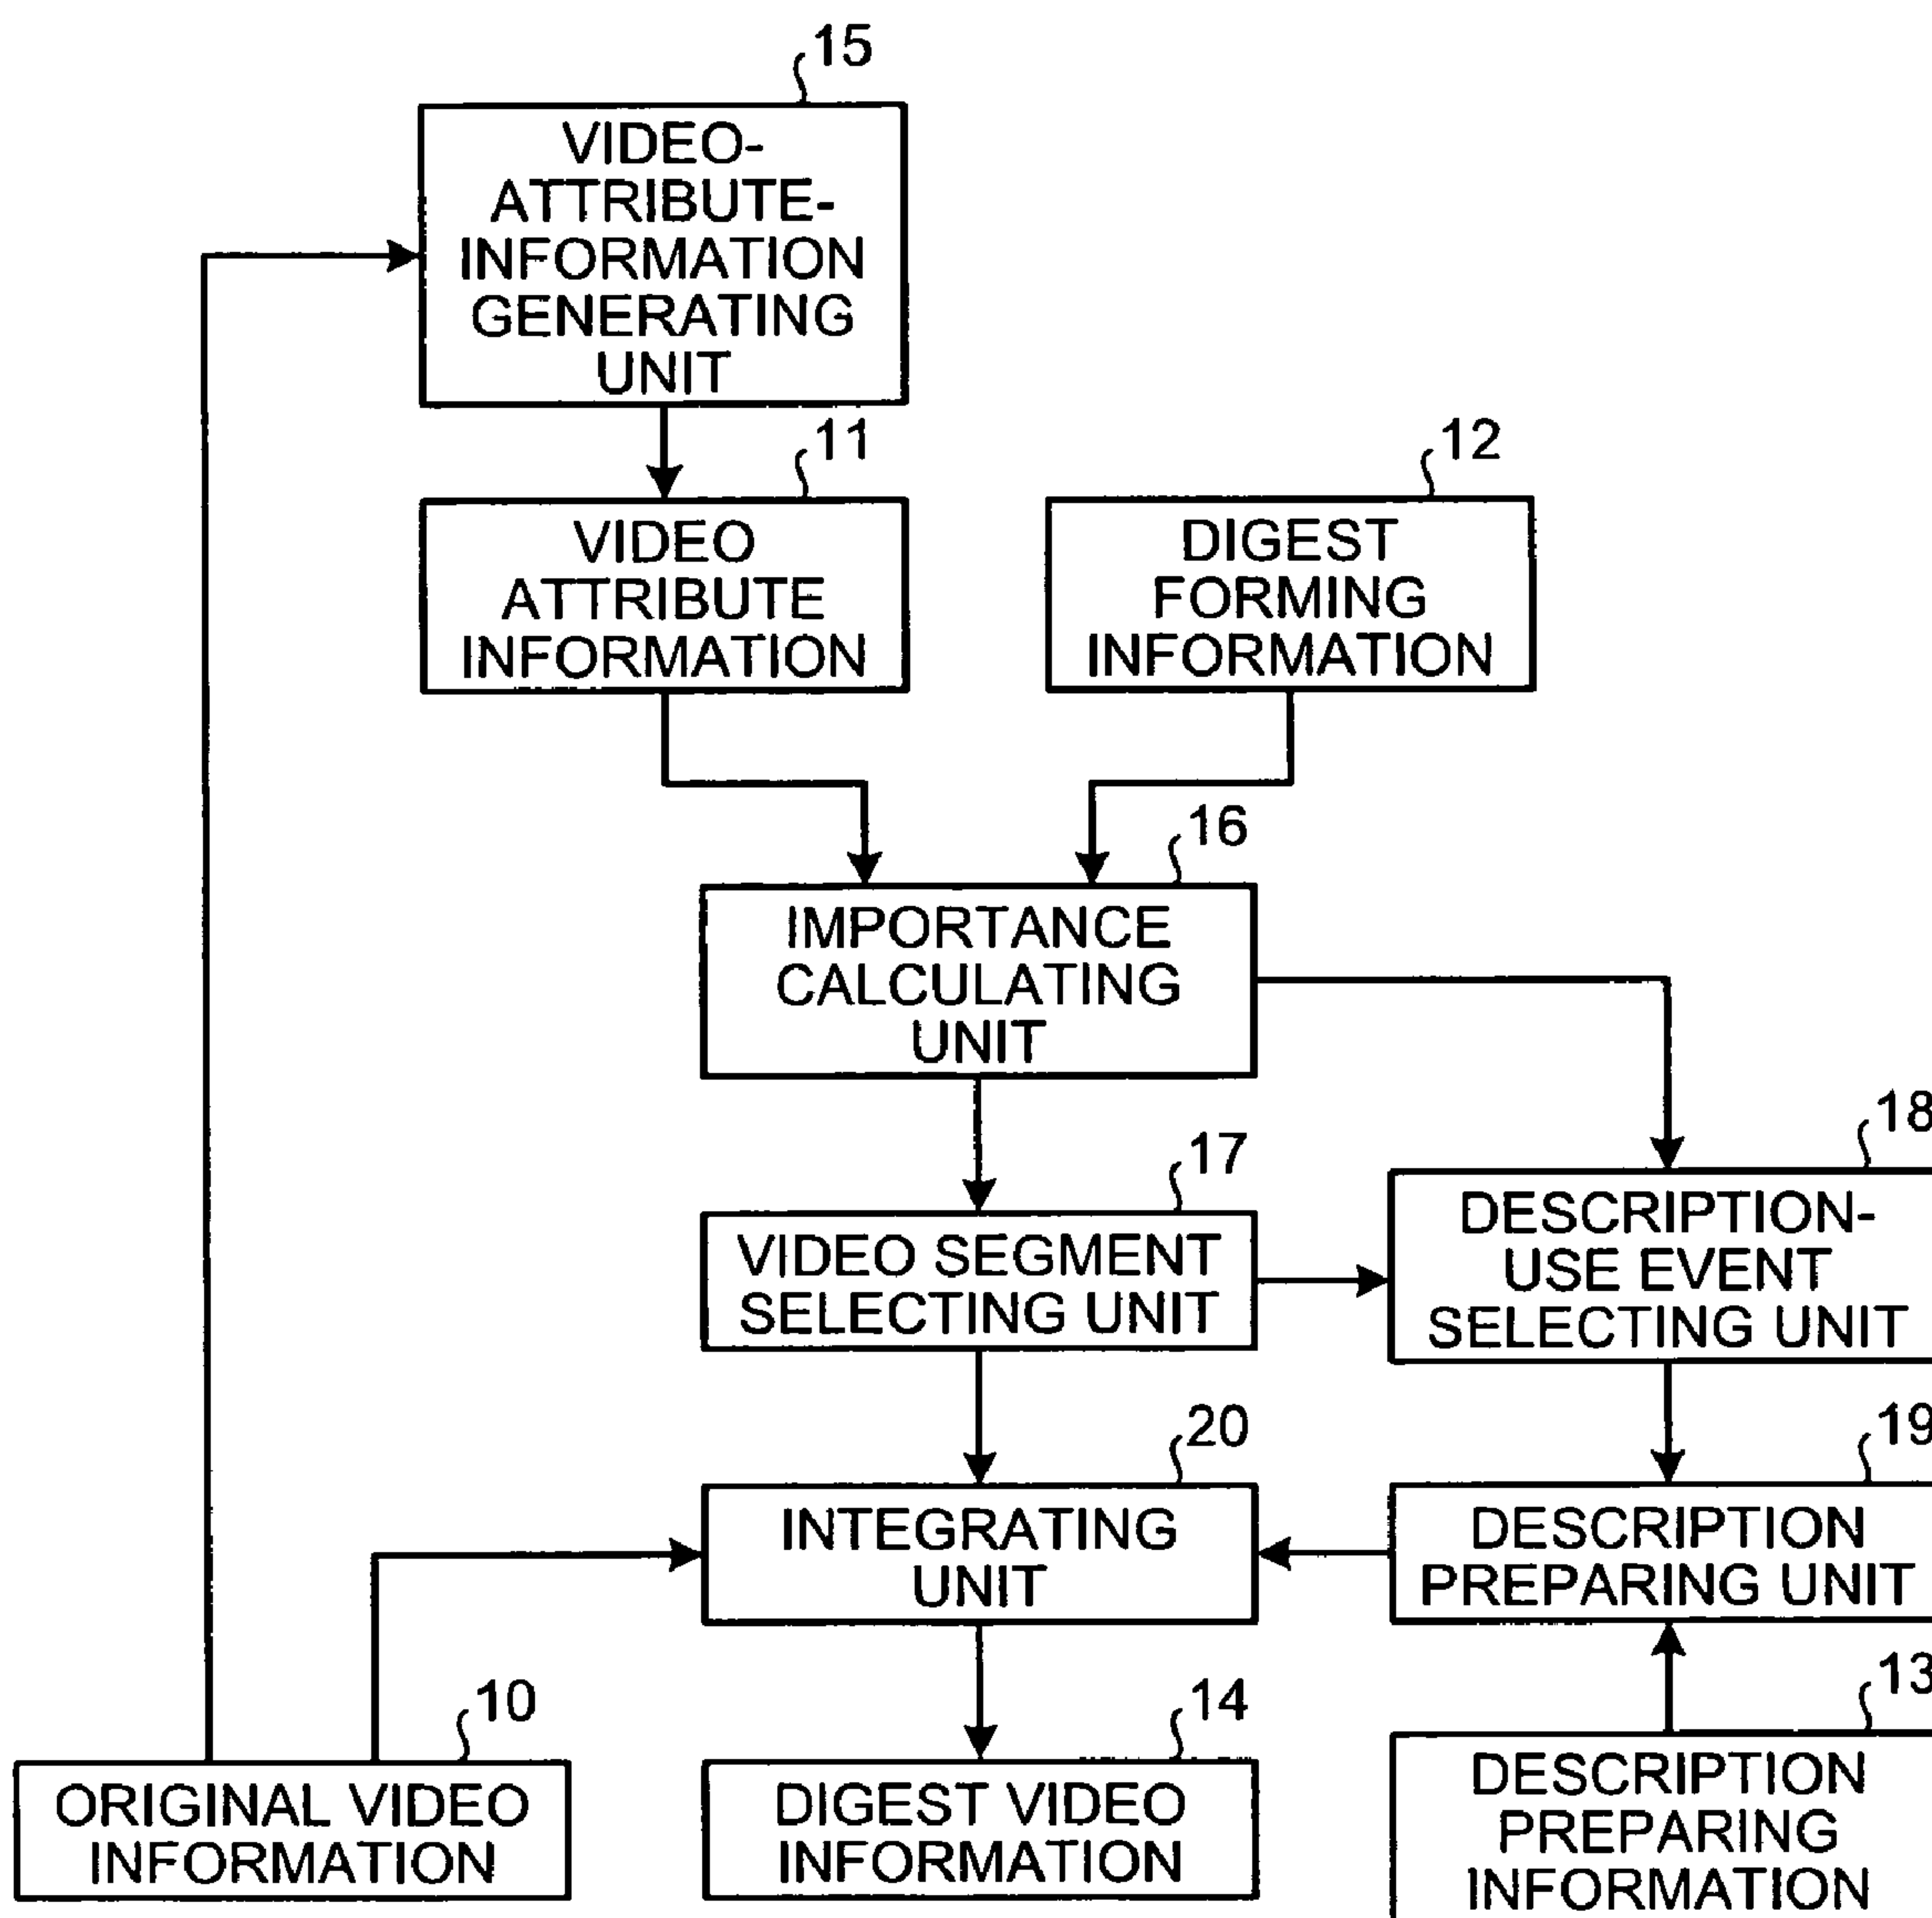 15
VIDEO-
ATTRIBUTE-
INFORMATION
GENERATING
UNIT
11
VIDEO
ATTRIBUTE
INFORMATION
12
DIGEST
FORMING
INFORMATION
16
IMPORTANCE
CALCULATING
UNIT
17
VIDEO SEGMENT
SELECTING UNIT
18
DESCRIPTION-
USE EVENT
SELECTING UNIT
20
INTEGRATING
UNIT
19
DESCRIPTION
PREPARING UNIT
10
ORIGINAL VIDEO
INFORMATION
14
DIGEST VIDEO
INFORMATION
13
DESCRIPTION
PREPARING
INFORMATION